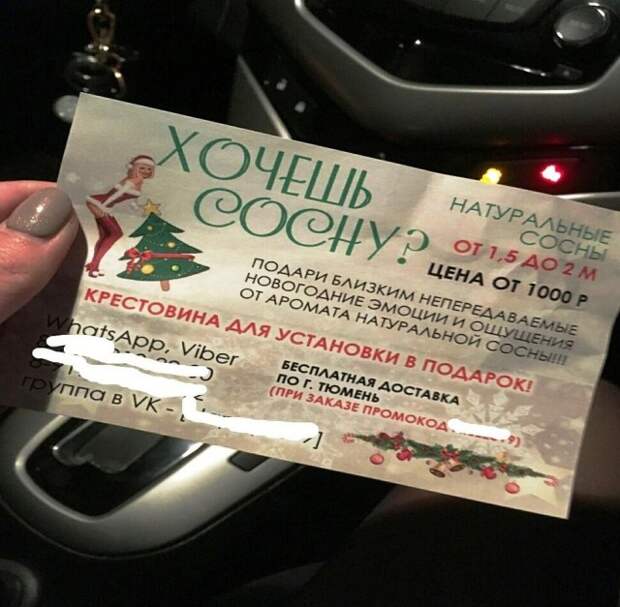 ХОЧЕШЬ
СОСНУ?
НАТУРАЛЬНЫЕ
СОСНЫ
ОТ 1,5 ДО 2 М
ЦЕНА ОТ 1000 Р
ПОДАРИ БЛИЗКИМ НЕПЕРЕДАВАЕМЫЕ
НОВОГОДНИЕ ЭМОЦИИ И ОЩУЩЕНИЯ
ОТ АРОМАТА НАТУРАЛЬНОЙ СОСНЫ!!!
КРЕСТОВИНА ДЛЯ УСТАНОВКИ В ПОДАРОК!
WhatsApp, Viber
группа в VK - [
БЕСПЛАТНАЯ ДОСТАВКА
ПО Г. ТЮМЕНЬ
(ПРИ ЗАКАЗЕ ПРОМОКОД